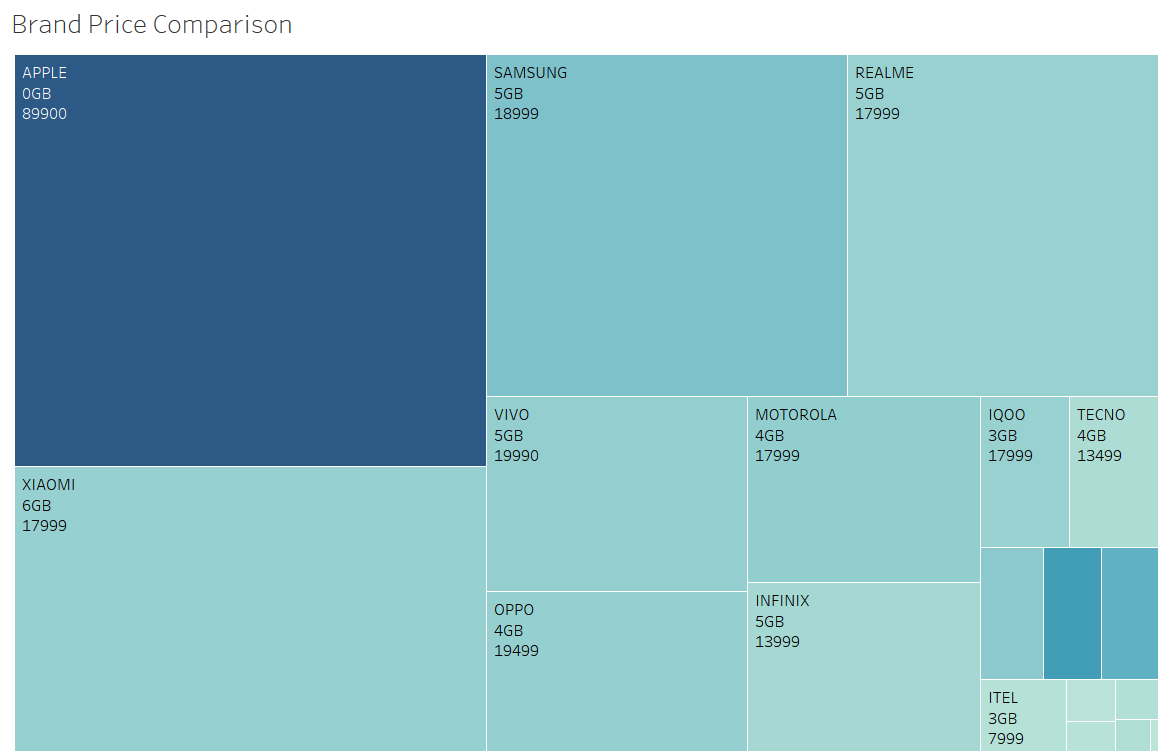 Brand Price Comparison
APPLE
0GB
89900
SAMSUNG
5GB
18999
REALME
5GB
17999
XIAOMI
6GB
17999
VIVO
5GB
19990
MOTOROLA
4GB
17999
IQOO
3GB
17999
TECNO
4GB
13499
OPPO
4GB
19499
INFINIX
5GB
13999
ITEL
3GB
7999